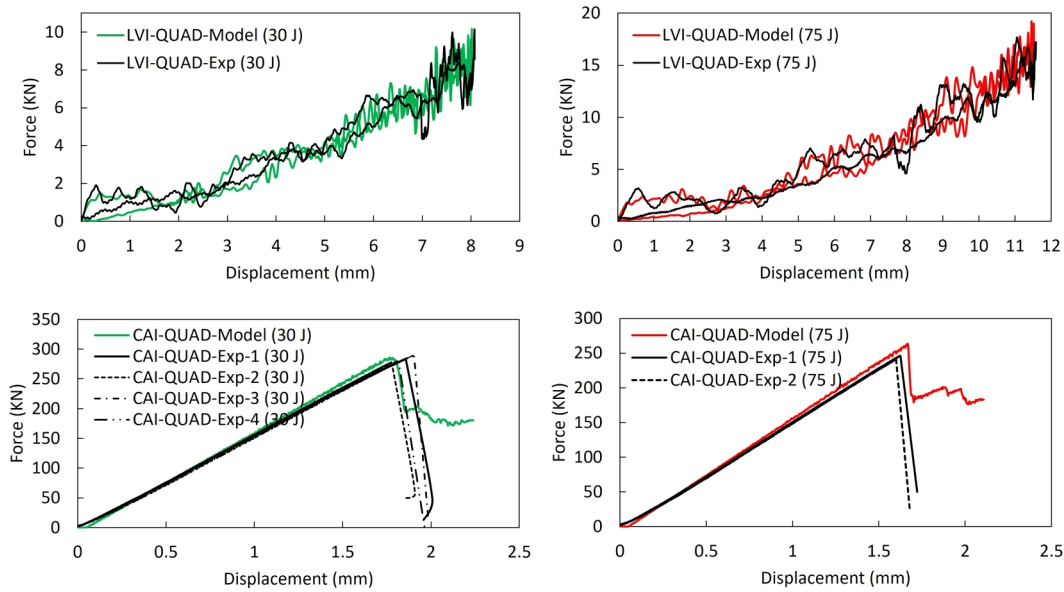 LVI-QUAD-Model (30 J)
LVI-QUAD-Exp (30 J)
Force (KN)
10
8
6
4
2
0
0 1 2 3 4 5 6 7 8 9
Displacement (mm)
LVI-QUAD-Model (75 J)
LVI-QUAD-Exp (75 J)
Force (KN)
20
15
10
5
0
0 1 2 3 4 5 6 7 8 9 10 11 12
Displacement (mm)
CAI-QUAD-Model (30 J)
CAI-QUAD-Exp-1 (30 J)
CAI-QUAD-Exp-2 (30 J)
CAI-QUAD-Exp-3 (30 J)
CAI-QUAD-Exp-4 (30 J)
Force (KN)
350
300
250
200
150
100
50
0
0 0.5 1 1.5 2 2.5
Displacement (mm)
CAI-QUAD-Model (75 J)
CAI-QUAD-Exp-1 (75 J)
CAI-QUAD-Exp-2 (75 J)
Force (KN)
300
250
200
150
100
50
0
0 0.5 1 1.5 2 2.5
Displacement (mm)